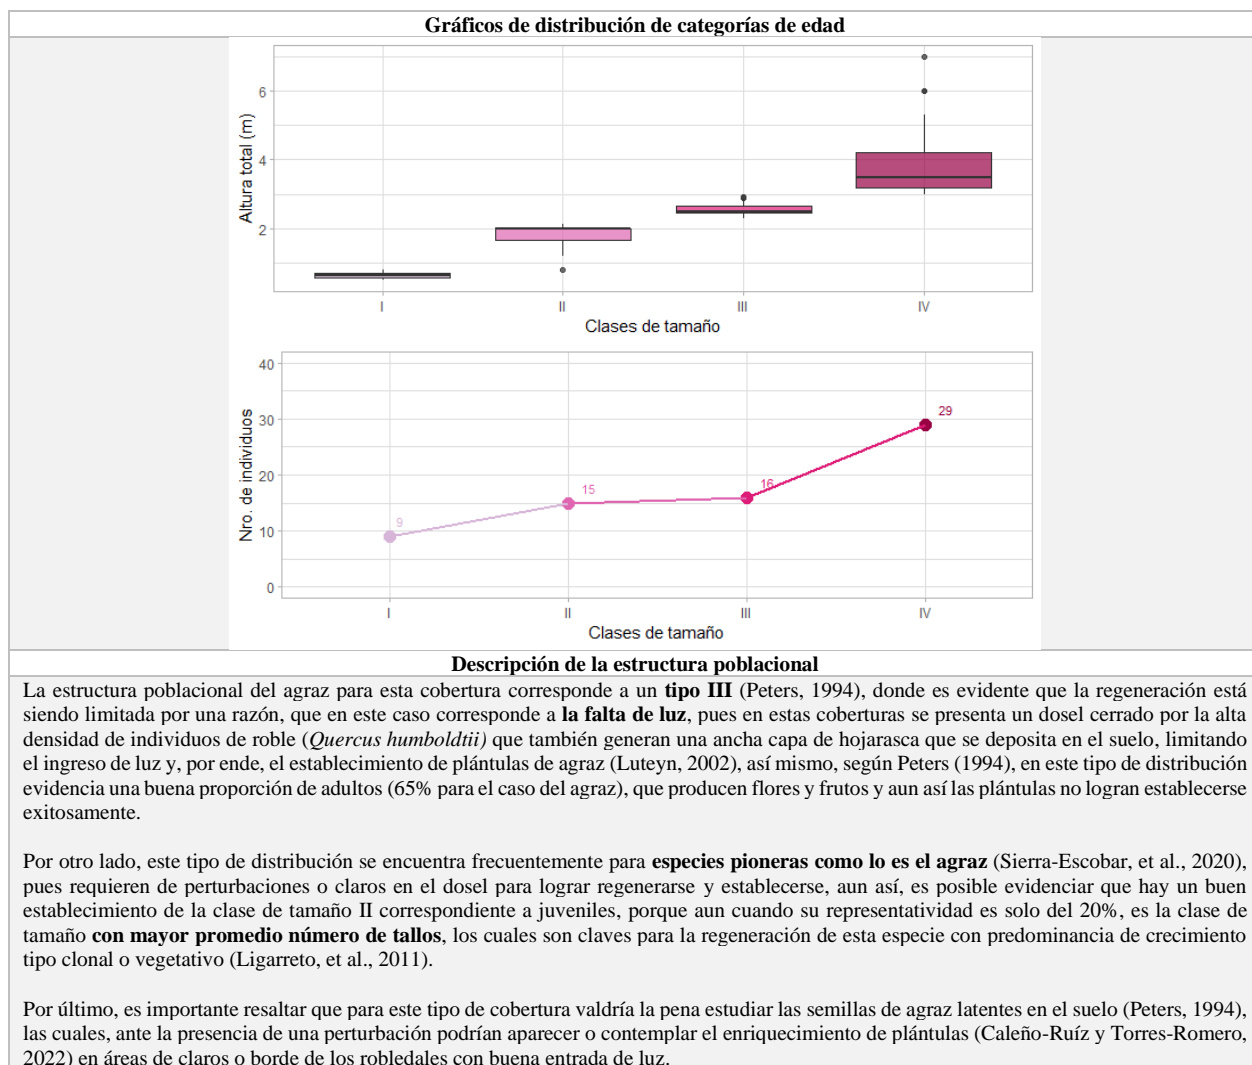 Gráficos de distribución de categorías de edad
Altura total (m)
6
4
2
I II III IV
Clases de tamaño
Nro. de individuos
40
30
20
10
0
9
15
16
29
I II III IV
Clases de tamaño
Descripción de la estructura poblacional
La estructura poblacional del agraz para esta cobertura corresponde a un tipo III (Peters, 1994), donde es evidente que la regeneración está
siendo limitada por una razón, que en este caso corresponde a la falta de luz, pues en estas coberturas se presenta un dosel cerrado por la alta
densidad de individuos de roble (Quercus humboldtii) que también generan una ancha capa de hojarasca que se deposita en el suelo, limitando
el ingreso de luz y, por ende, el establecimiento de plántulas de agraz (Luteyn, 2002), así mismo, según Peters (1994), en este tipo de distribución
evidencia una buena proporción de adultos (65% para el caso del agraz), que producen flores y frutos y aun así las plántulas no logran establecerse
exitosamente.
Por otro lado, este tipo de distribución se encuentra frecuentemente para especies pioneras como lo es el agraz (Sierra-Escobar, et al., 2020),
pues requieren de perturbaciones o claros en el dosel para lograr regenerarse y establecerse, aun así, es posible evidenciar que hay un buen
establecimiento de la clase de tamaño II correspondiente a juveniles, porque aun cuando su representatividad es solo del 20%, es la clase de
tamaño con mayor promedio número de tallos, los cuales son claves para la regeneración de esta especie con predominancia de crecimiento
tipo clonal o vegetativo (Ligarreto, et al., 2011).
Por último, es importante resaltar que para este tipo de cobertura valdría la pena estudiar las semillas de agraz latentes en el suelo (Peters, 1994),
las cuales, ante la presencia de una perturbación podrían aparecer o contemplar el enriquecimiento de plántulas (Caleño-Ruíz y Torres-Romero,
2022) en áreas de claros o borde de los robledales con buena entrada de luz.